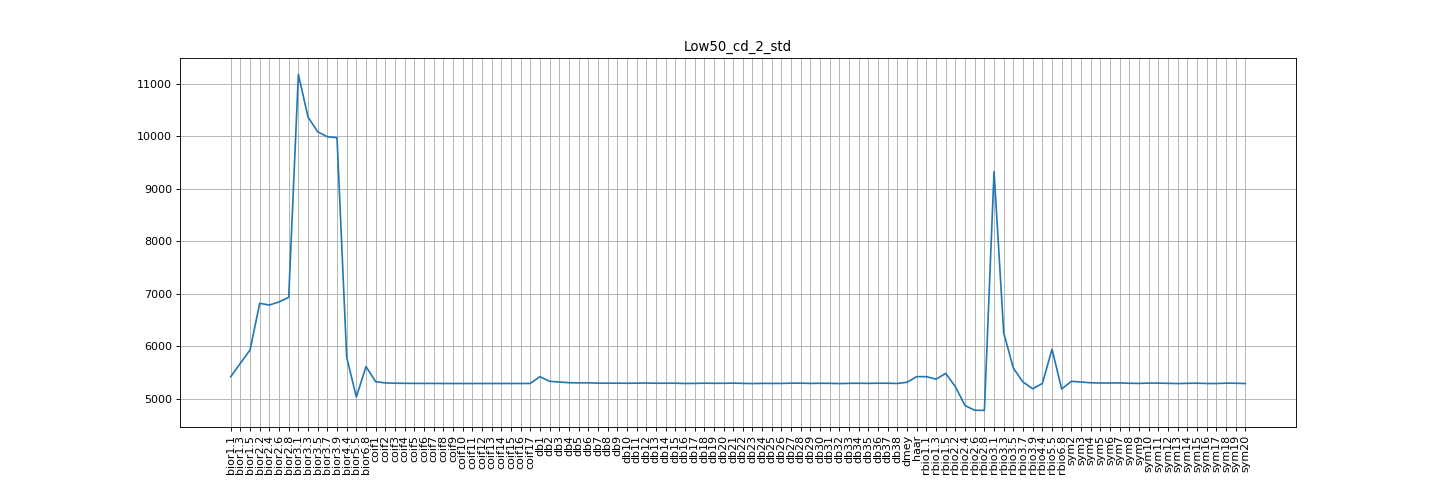 Low50_cd_2_std
11000
10000
9000
8000
7000
6000
5000
bior1.1
bior1.3
bior1.5
bior2.2
bior2.4
bior2.6
bior2.8
bior3.1
bior3.3
bior3.5
bior3.7
bior3.9
bior4.4
bior5.5
bior6.8
coif1
coif2
coif3
coif4
coif5
coif6
coif7
coif8
coif9
coif10
coif11
coif12
coif13
coif14
coif15
coif16
coif17
db1
db2
db3
db4
db5
db6
db7
db8
db9
db10
db11
db12
db13
db14
db15
db16
db17
db18
db19
db20
db21
db22
db23
db24
db25
db26
db27
db28
db29
db30
db31
db32
db33
db34
db35
db36
db37
db38
dmey
haar
rbio1.1
rbio1.3
rbio1.5
rbio2.2
rbio2.4
rbio2.6
rbio2.8
rbio3.1
rbio3.3
rbio3.5
rbio3.7
rbio3.9
rbio4.4
rbio5.5
rbio6.8
sym2
sym3
sym4
sym5
sym6
sym7
sym8
sym9
sym10
sym11
sym12
sym13
sym14
sym15
sym16
sym17
sym18
sym19
sym20